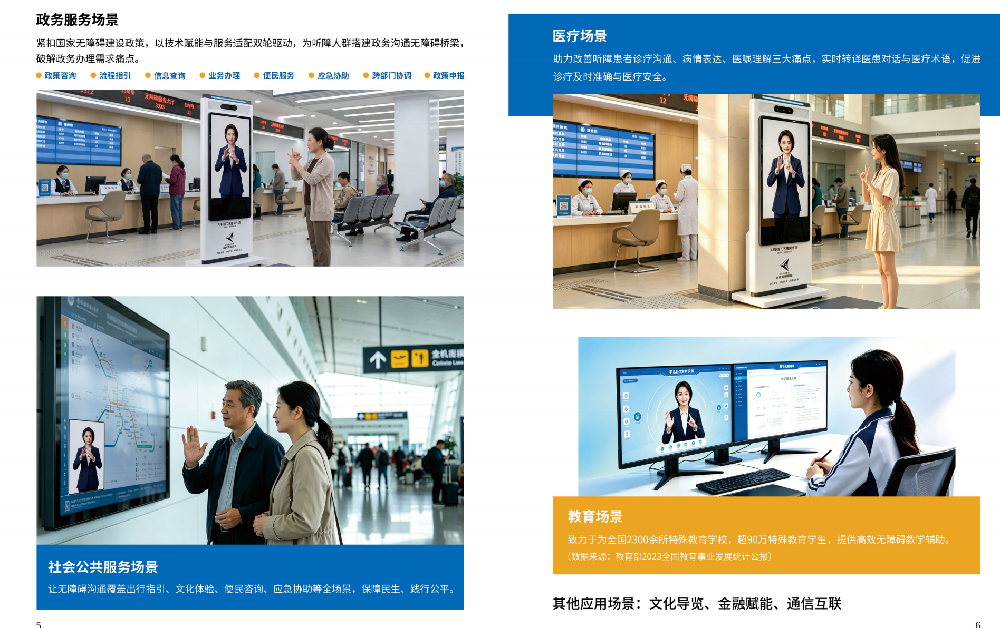 政务服务场景
紧扣国家无障碍建设政策，以技术赋能与服务适配双轮驱动，为听障人群搭建政务沟通无障碍桥梁，
破解政务办理需求痛点。
政策咨询 流程指引 信息查询 业务办理 便民服务 应急协助 跨部门协调 政策申报
3312
13号号
12
无障碍服务大厅
3933
13号号
11
社会公共服务场景
让无障碍沟通覆盖出行指引、文化体验、便民咨询、应急协助等全场景，保障民生、践行公平。
5
医疗场景
助力改善听障患者诊疗沟通、病情表达、医嘱理解三大痛点，实时转译医患对话与医疗术语，促进
诊疗及时准确与医疗安全。
12
教育场景
致力于为全国2300余所特殊教育学校，超90万特殊教育学生，提供高效无障碍教学辅助。
（数据来源：教育部2023全国教育事业发展统计公报）
其他应用场景：文化导览、金融赋能、通信互联
6